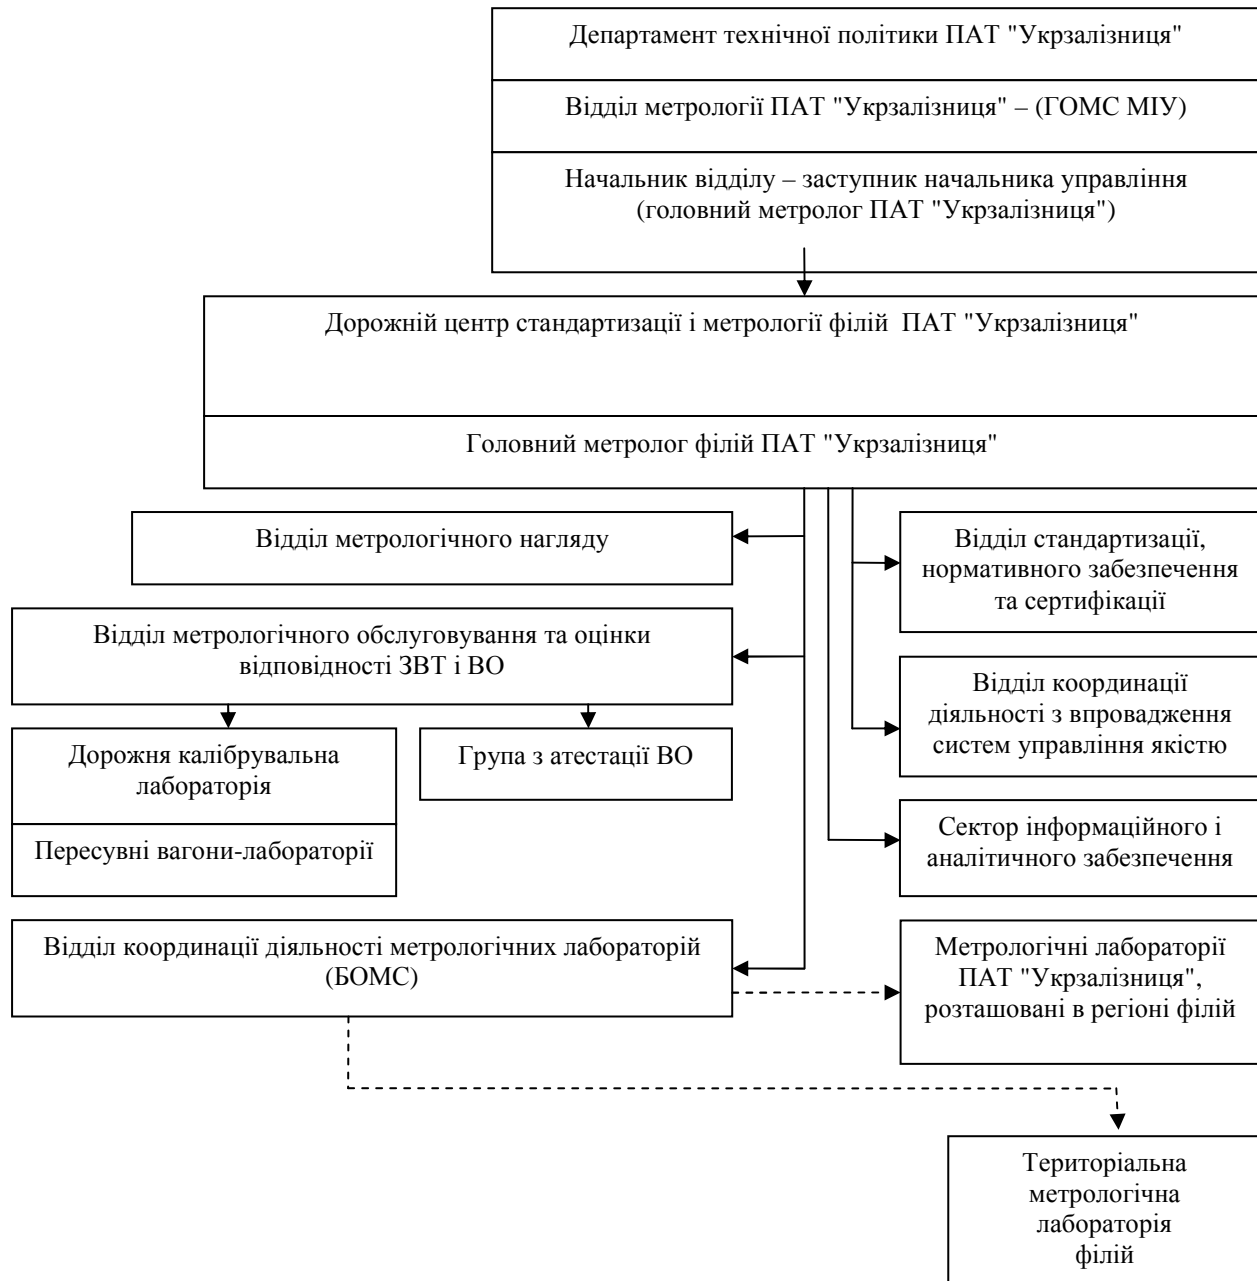 Департамент технічної політики ПАТ "Укрзалізниця"
Відділ метрології ПАТ "Укрзалізниця" – (ГОМС МІУ)
Начальник відділу – заступник начальника управління
(головний метролог ПАТ "Укрзалізниця")
Дорожній центр стандартизації і метрології філій ПАТ "Укрзалізниця"
Головний метролог філій ПАТ "Укрзалізниця"
Відділ метрологічного нагляду
Відділ стандартизації,
нормативного забезпечення
та сертифікації
Відділ метрологічного обслуговування та оцінки
відповідності ЗВТ і ВО
Відділ координації
діяльності з впровадження
систем управління якістю
Дорожня калібрувальна
лабораторія
Група з атестації ВО
Пересувні вагони-лабораторії
Сектор інформаційного і
аналітичного забезпечення
Відділ координації діяльності метрологічних лабораторій
(БОМС)
Метрологічні лабораторії
ПАТ "Укрзалізниця",
розташовані в регіоні філій
Територіальна
метрологічна
лабораторія
філій